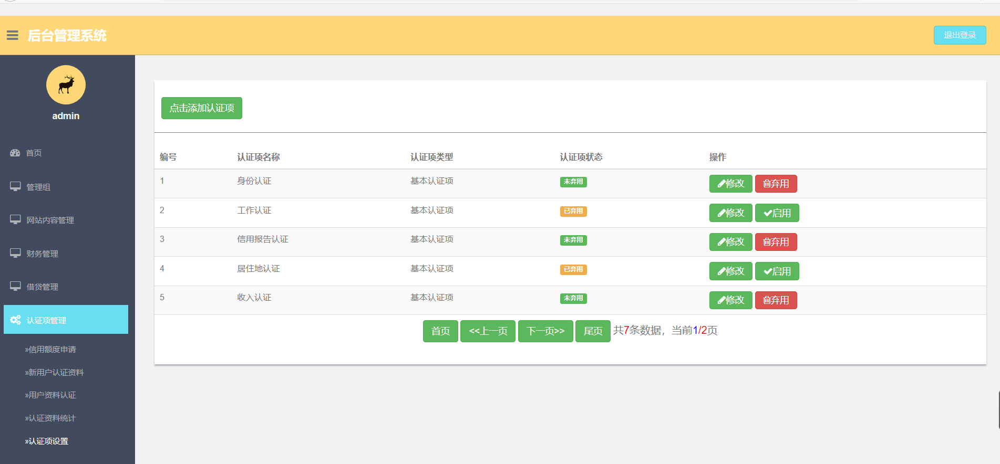 后台管理系统
退出登录
admin
首页
管理组
网站内容管理
财务管理
借贷管理
认证项管理
»信用额度申请
»新用户认证资料
»用户资料认证
»认证资料统计
»认证项设置
点击添加认证项
编号 认证项名称 认证项类型 认证项状态 操作
1 身份认证 基本认证项 未弃用 修改 弃用
2 工作认证 基本认证项 已弃用 修改 启用
3 信用报告认证 基本认证项 未弃用 修改 弃用
4 居住地认证 基本认证项 已弃用 修改 启用
5 收入认证 基本认证项 未弃用 修改 弃用
首页 <<上一页 下一页>> 尾页 共7条数据，当前1/2页